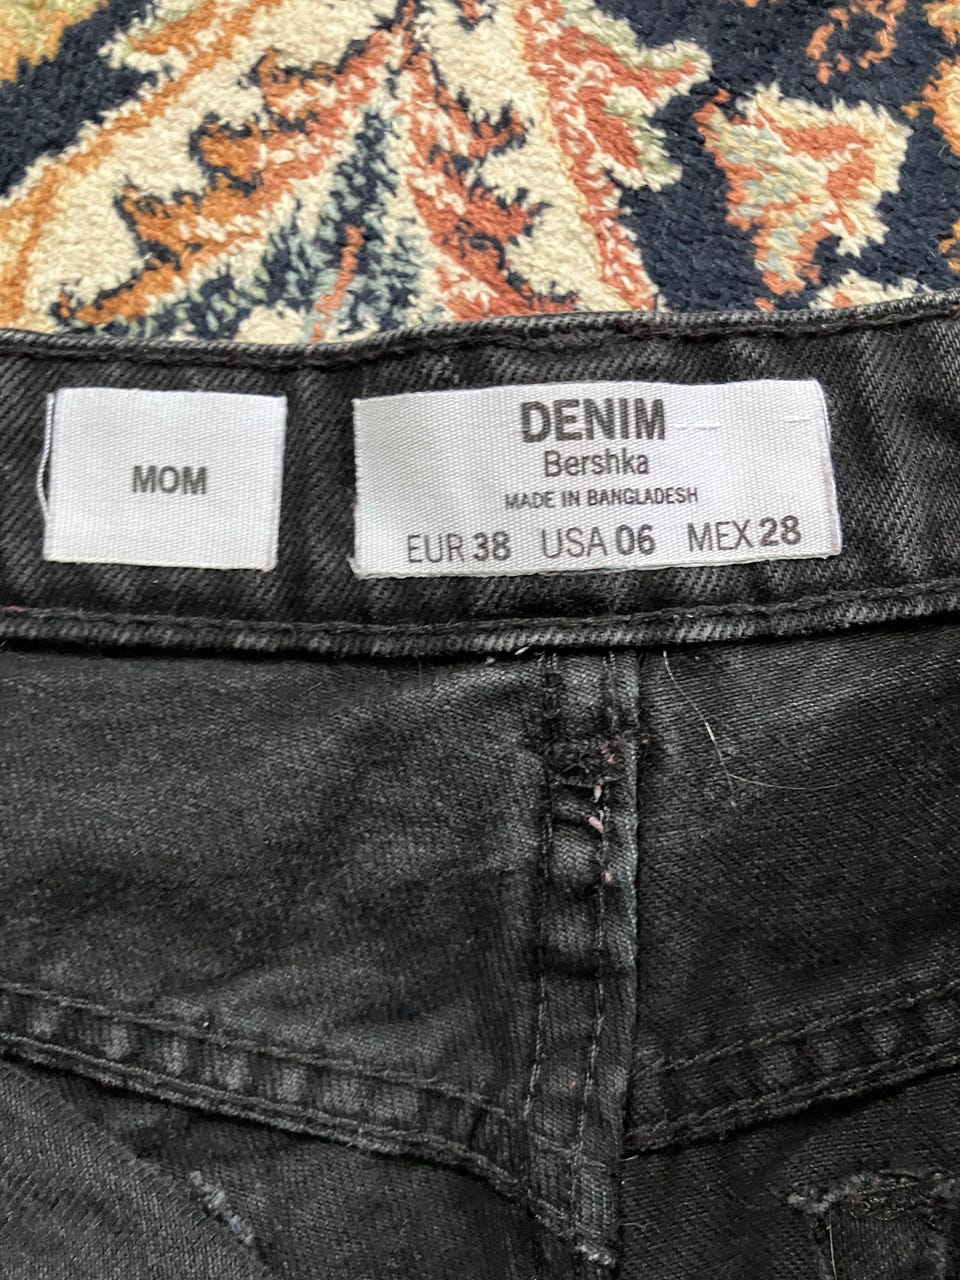 MOM
DENIM
Bershka
MADE IN BANGLADESH
EUR 38 USA 06 MEX 28